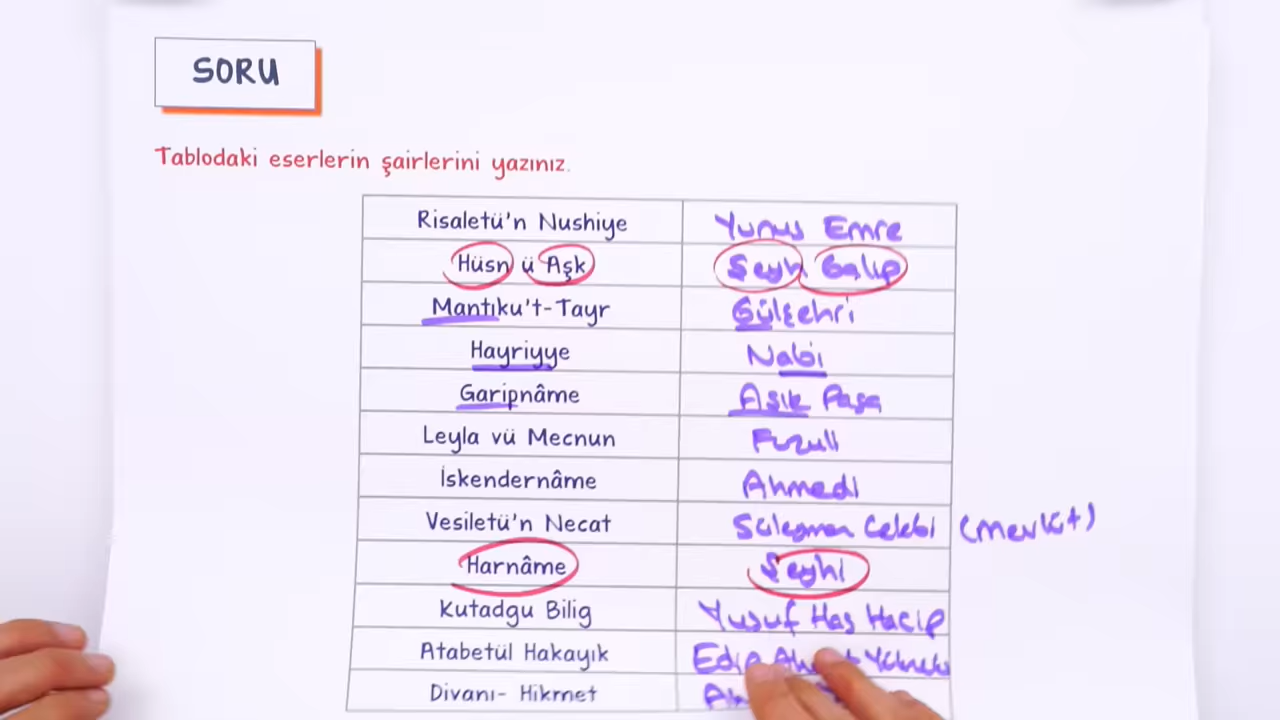 SORU
Tablodaki eserlerin şairlerini yazınız.
Risaletü'n Nushiye Yunus Emre
Hüsn ü Aşk Şeyh Galip
Mantıku't-Tayr Gülşehri
Hayriyye Nabi
Garipnâme Aşık Paşa
Leyla vü Mecnun Fuzuli
İskendernâme Ahmedi
Vesiletü'n Necat Süleyman Çelebi (Mevlit)
Harnâme Şeyhi
Kutadgu Bilig Yusuf Has Hacip
Atabetül Hakayık Edip
Divanı- Hikmet